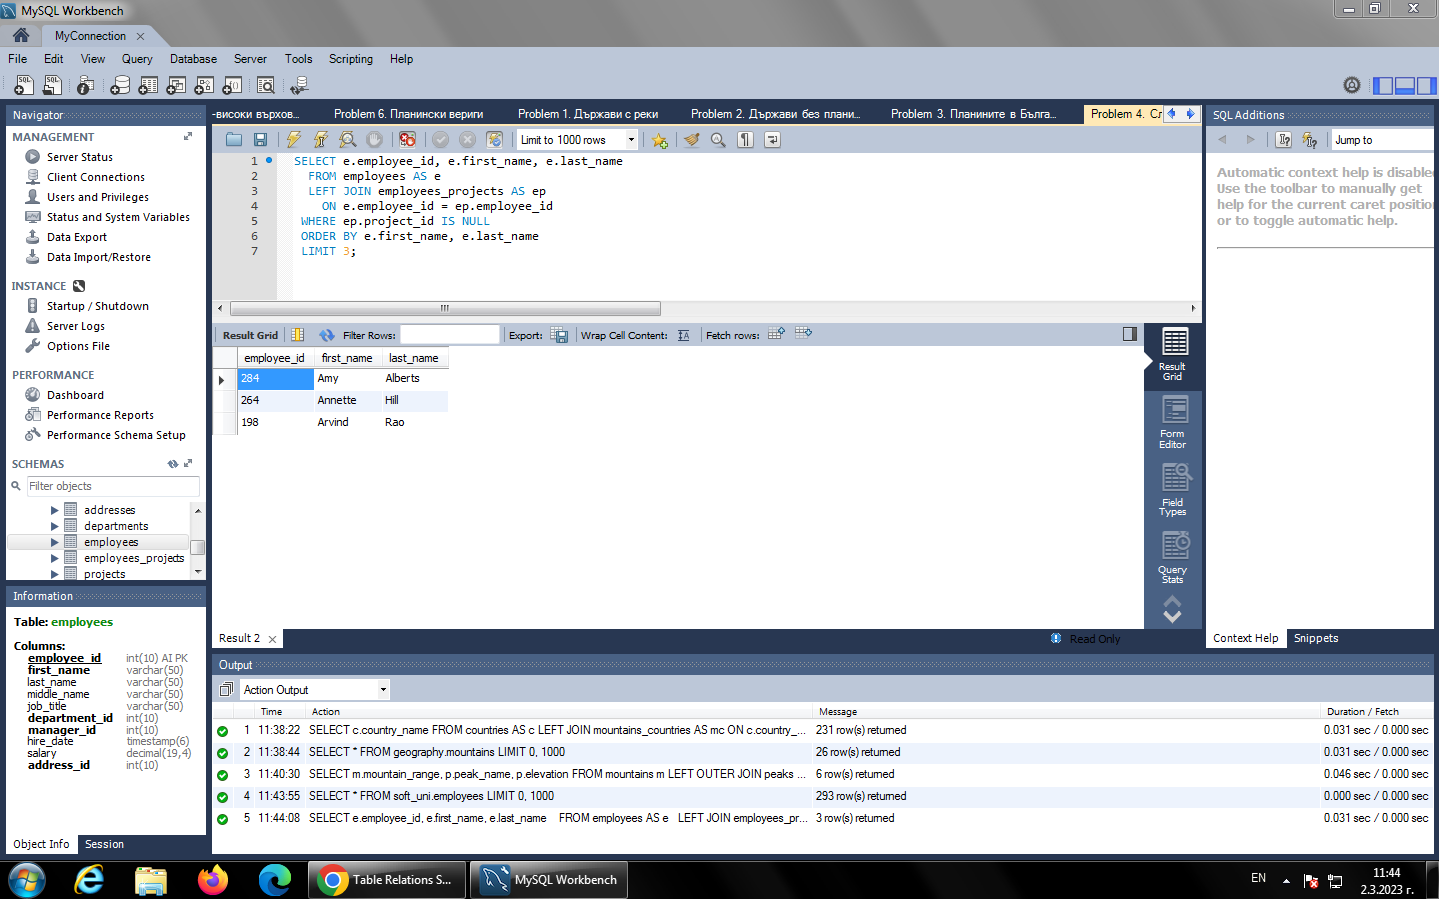 MySQL Workbench
MyConnection
File Edit View Query Database Server Tools Scripting Help
Navigator
MANAGEMENT
Server Status
Client Connections
Users and Privileges
Status and System Variables
Data Export
Data Import/Restore
INSTANCE
Startup / Shutdown
Server Logs
Options File
PERFORMANCE
Dashboard
Performance Reports
Performance Schema Setup
SCHEMAS
Filter objects
addresses
departments
employees
employees_projects
projects
Information
Table: employees
Columns:
employee_id int(10) AI PK
first_name varchar(50)
last_name varchar(50)
middle_name varchar(50)
job_title varchar(50)
department_id int(10)
manager_id int(10)
hire_date timestamp(6)
salary decimal(19,4)
address_id int(10)
Object Info Session
-високи върхов... Problem 6. Планински вериги Problem 1. Държави с реки Problem 2. Държави без плани... Problem 3. Планините в Бълга... Problem 4. Сл
Limit to 1000 rows
1 SELECT e.employee_id, e.first_name, e.last_name
2 FROM employees AS e
3 LEFT JOIN employees_projects AS ep
4 ON e.employee_id = ep.employee_id
5 WHERE ep.project_id IS NULL
6 ORDER BY e.first_name, e.last_name
7 LIMIT 3;
Result Grid Filter Rows: Export: Wrap Cell Content: Fetch rows:
employee_id first_name last_name
284 Amy Alberts
264 Annette Hill
198 Arvind Rao
Result
Grid
Form
Editor
Field
Types
Query
Stats
Result 2
Read Only
SQL Additions
Jump to
Automatic context help is disable
Use the toolbar to manually get
help for the current caret position
or to toggle automatic help.
Context Help Snippets
Output
Action Output
Time Action Message Duration / Fetch
1 11:38:22 SELECT c.country_name FROM countries AS c LEFT JOIN mountains_countries AS mc ON c.country_... 231 row(s) returned 0.031 sec / 0.000 sec
2 11:38:44 SELECT * FROM geography.mountains LIMIT 0, 1000 26 row(s) returned 0.031 sec / 0.000 sec
3 11:40:30 SELECT m.mountain_range, p.peak_name, p.elevation FROM mountains m LEFT OUTER JOIN peaks ... 6 row(s) returned 0.046 sec / 0.000 sec
4 11:43:55 SELECT * FROM soft_uni.employees LIMIT 0, 1000 293 row(s) returned 0.000 sec / 0.000 sec
5 11:44:08 SELECT e.employee_id, e.first_name, e.last_name FROM employees AS e LEFT JOIN employees_pr... 3 row(s) returned 0.031 sec / 0.000 sec
Table Relations S...
MySQL Workbench
EN
11:44
2.3.2023 г.